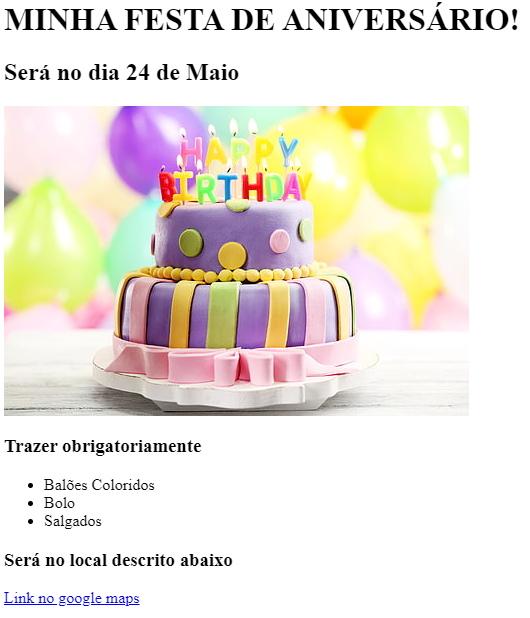 MINHA FESTA DE ANIVERSÁRIO!
Será no dia 24 de Maio
HAPPY
BIRTHDAY
Trazer obrigatoriamente
Balões Coloridos
Bolo
Salgados
Será no local descrito abaixo
Link no google maps